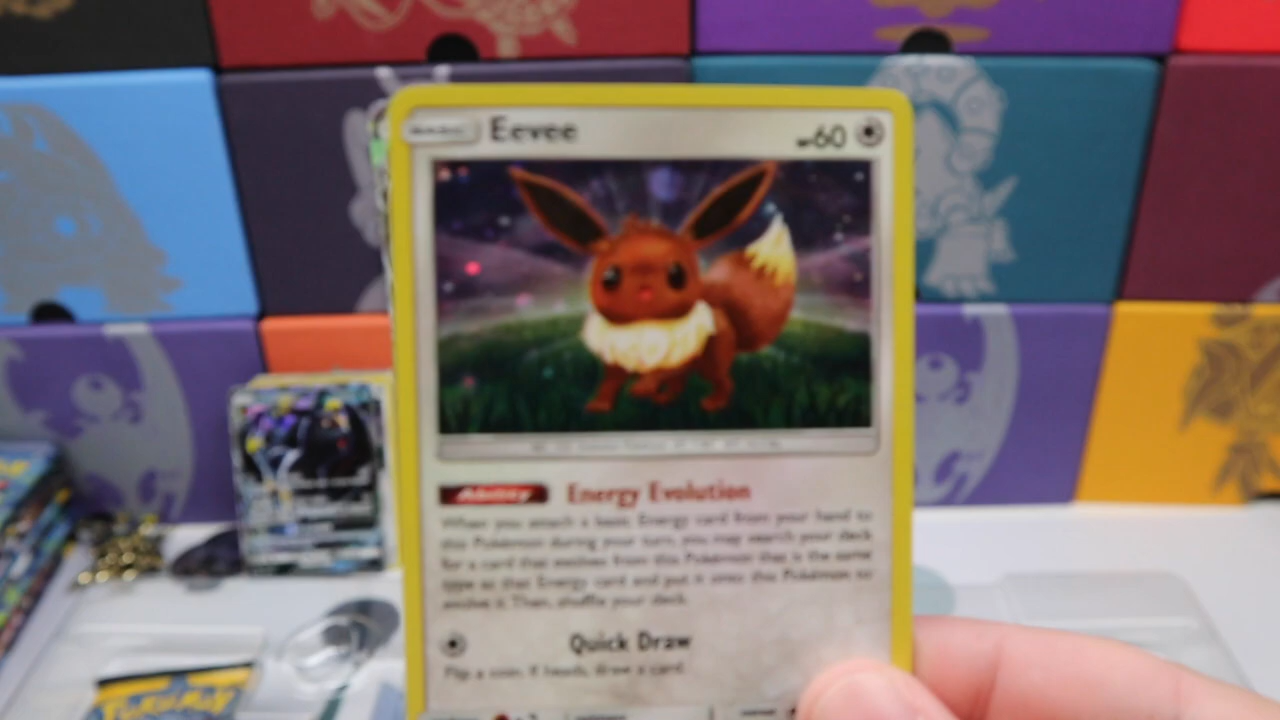 BASIC Eevee HP60
Ability Energy Evolution
When you attach a basic Energy card from your hand to
this Pokémon during your turn, you may search your deck
for a card that evolves from this Pokémon that is the same
type as that Energy card and put it onto this Pokémon to
evolve it. Then, shuffle your deck.
Quick Draw
Flip a coin. If heads, draw a card.
POKÉMON